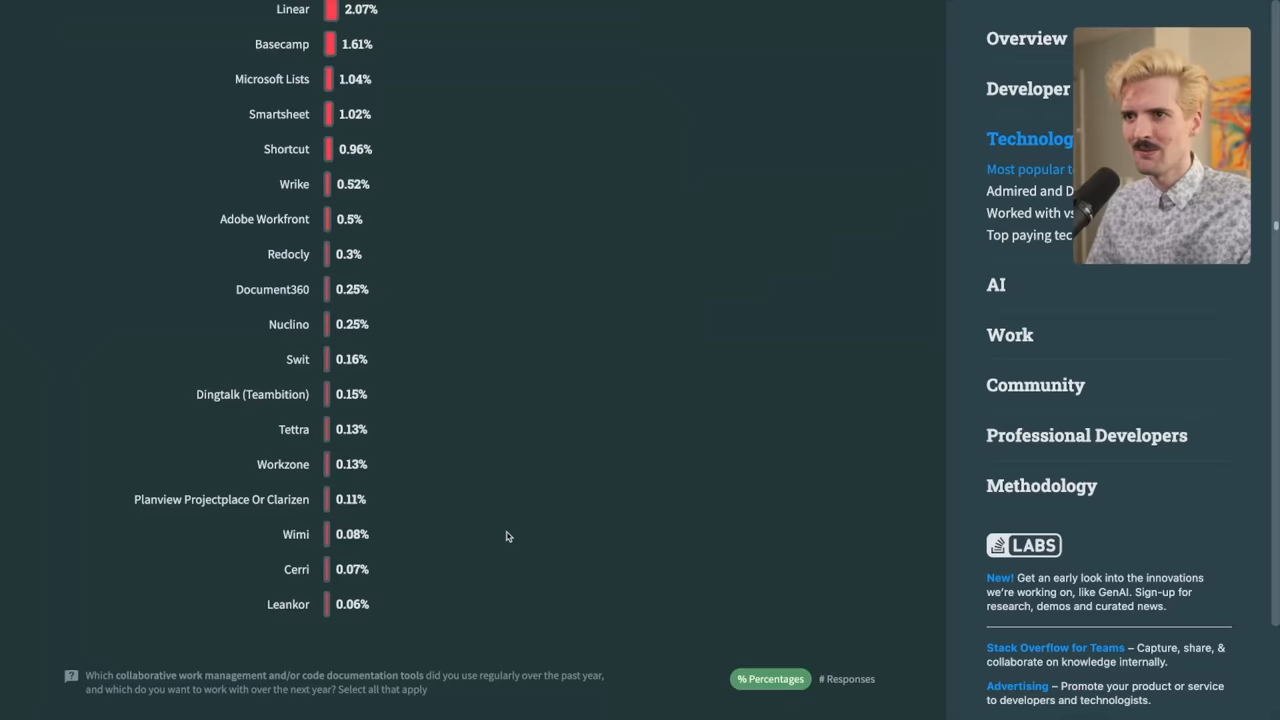 Linear 2.07%
Basecamp 1.61%
Microsoft Lists 1.04%
Smartsheet 1.02%
Shortcut 0.96%
Wrike 0.52%
Adobe Workfront 0.5%
Redocly 0.3%
Document360 0.25%
Nuclino 0.25%
Swit 0.16%
Dingtalk (Teambition) 0.15%
Tettra 0.13%
Workzone 0.13%
Planview Projectplace Or Clarizen 0.11%
Wimi 0.08%
Cerri 0.07%
Leankor 0.06%
Which collaborative work management and/or code documentation tools did you use regularly over the past year,
and which do you want to work with over the next year? Select all that apply
% Percentages # Responses
Overview
Developer
Technolog
Most popular t
Admired and D
Worked with vs
Top paying tec
AI
Work
Community
Professional Developers
Methodology
LABS
New! Get an early look into the innovations
we're working on, like GenAI. Sign-up for
research, demos and curated news.
Stack Overflow for Teams – Capture, share, &
collaborate on knowledge internally.
Advertising – Promote your product or service
to developers and technologists.